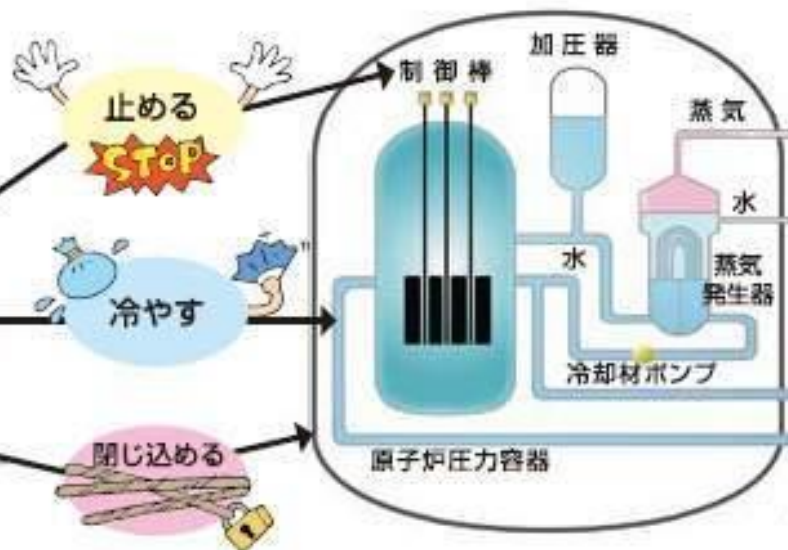 止める
STOP
冷やす
閉じ込める
制御棒
加圧器
蒸気
水
水
蒸気
発生器
冷却材ポンプ
原子炉圧力容器